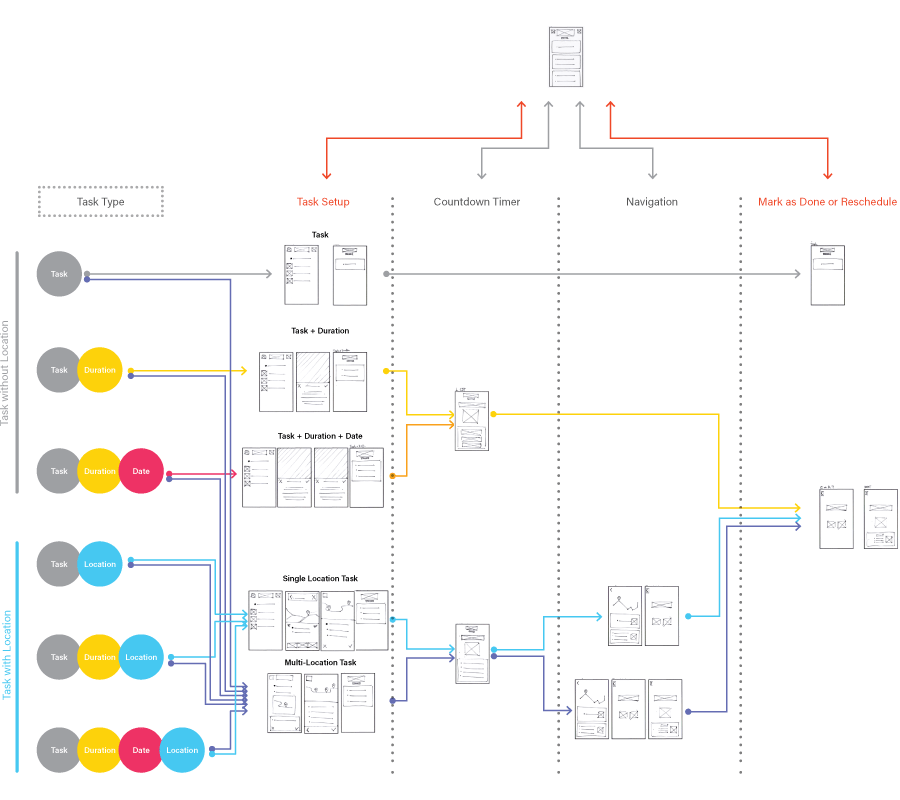 Task Type
Task Setup
Countdown Timer
Navigation
Mark as Done or Reschedule
Task without Location
Task
Task
Task + Duration
Task
Duration
Task + Duration + Date
Task
Duration
Date
Task with Location
Task
Location
Single Location Task
Task
Duration
Location
Multi-Location Task
Task
Duration
Date
Location